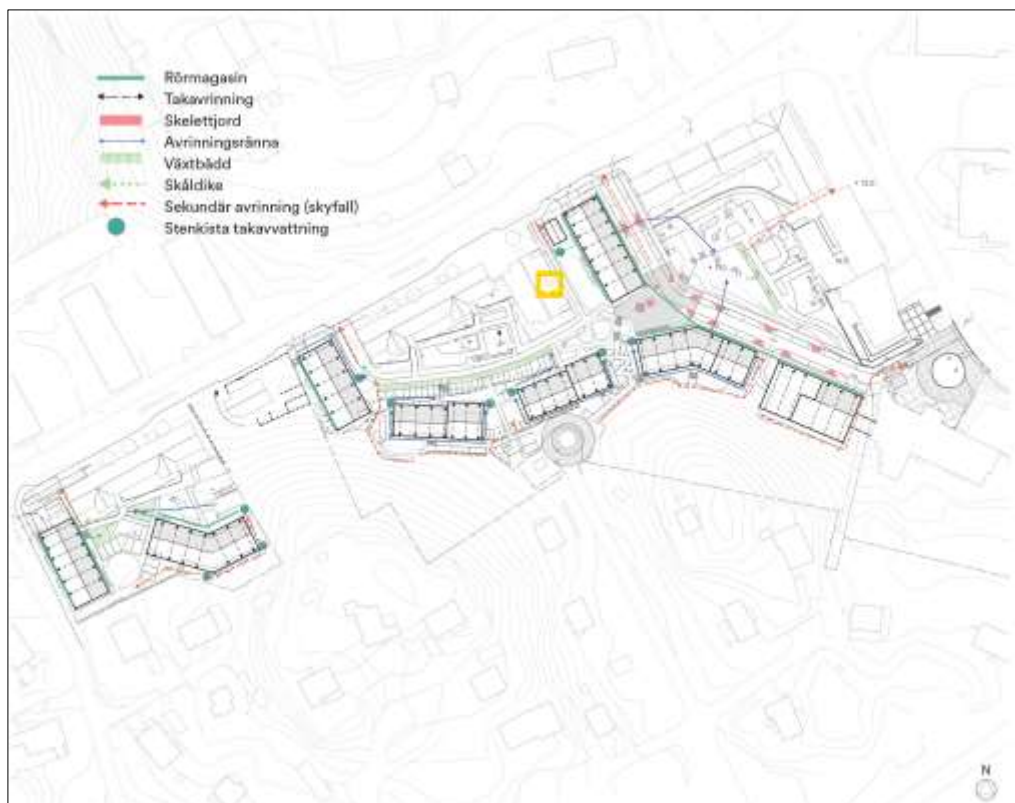 Rörmagasin
Takavrinning
Skelettjord
Avrinningsränna
Växtbädd
Skåldike
Sekundär avrinning (skyfall)
Stenkista takavvattning
N